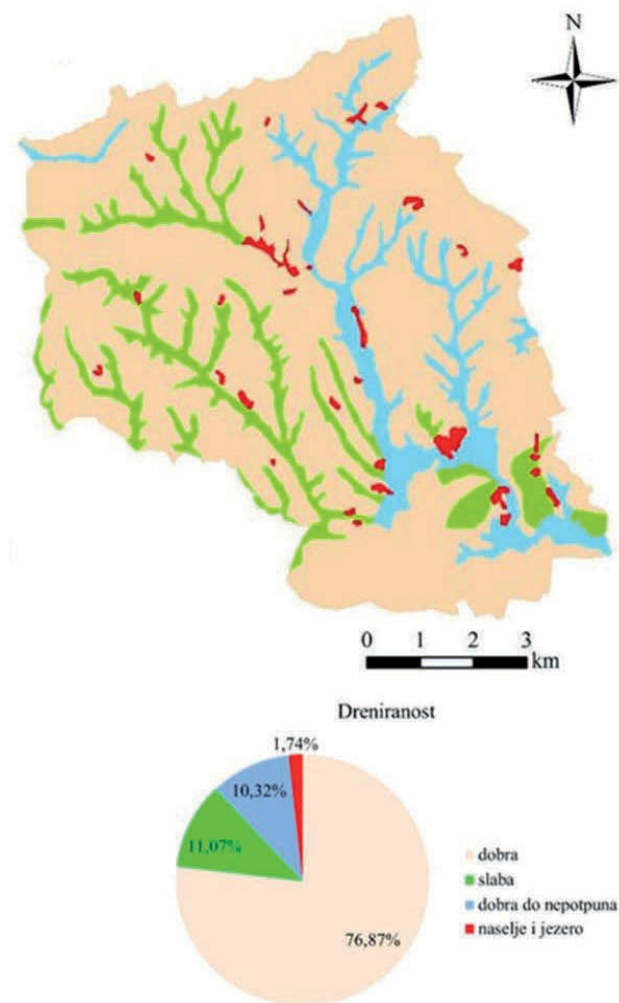 N
0 1 2 3
km
Dreniranost
1,74%
10,32%
11,07%
76,87%
dobra
slaba
dobra do nepotpuna
naselje i jezero